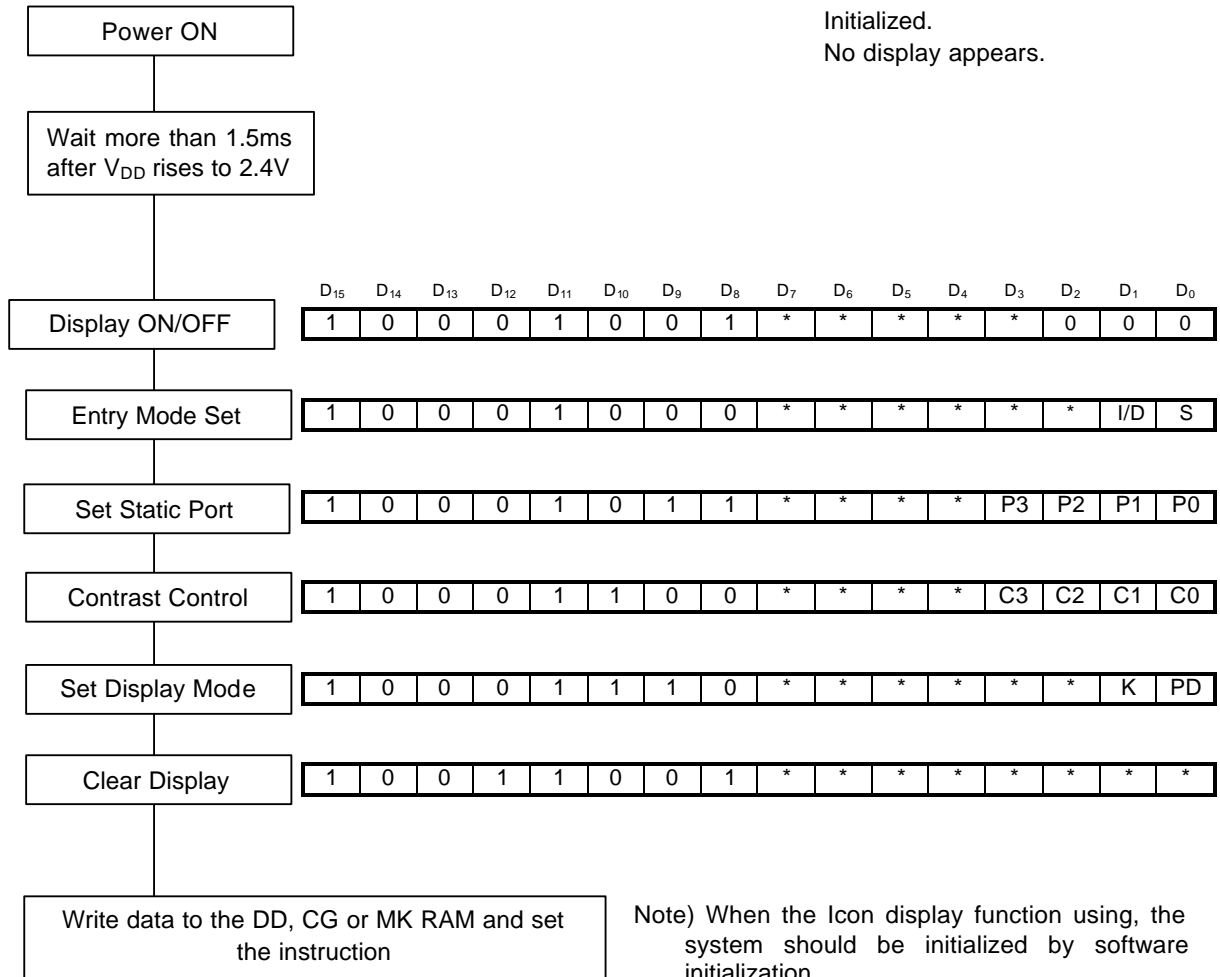 Power ON
Initialized.
No display appears.
Wait more than 1.5ms
after VDD rises to 2.4V
D15 D14 D13 D12 D11 D10 D9 D8 D7 D6 D5 D4 D3 D2 D1 D0
Display ON/OFF 1 0 0 0 1 0 0 1 * * * * * 0 0 0
Entry Mode Set 1 0 0 0 1 0 0 0 * * * * * * I/D S
Set Static Port 1 0 0 0 1 0 1 1 * * * * P3 P2 P1 P0
Contrast Control 1 0 0 0 1 1 0 0 * * * * C3 C2 C1 C0
Set Display Mode 1 0 0 0 1 1 1 0 * * * * * * K PD
Clear Display 1 0 0 1 1 0 0 1 * * * * * * * *
Write data to the DD, CG or MK RAM and set
the instruction
Note) When the Icon display function using, the
system should be initialized by software
initialization